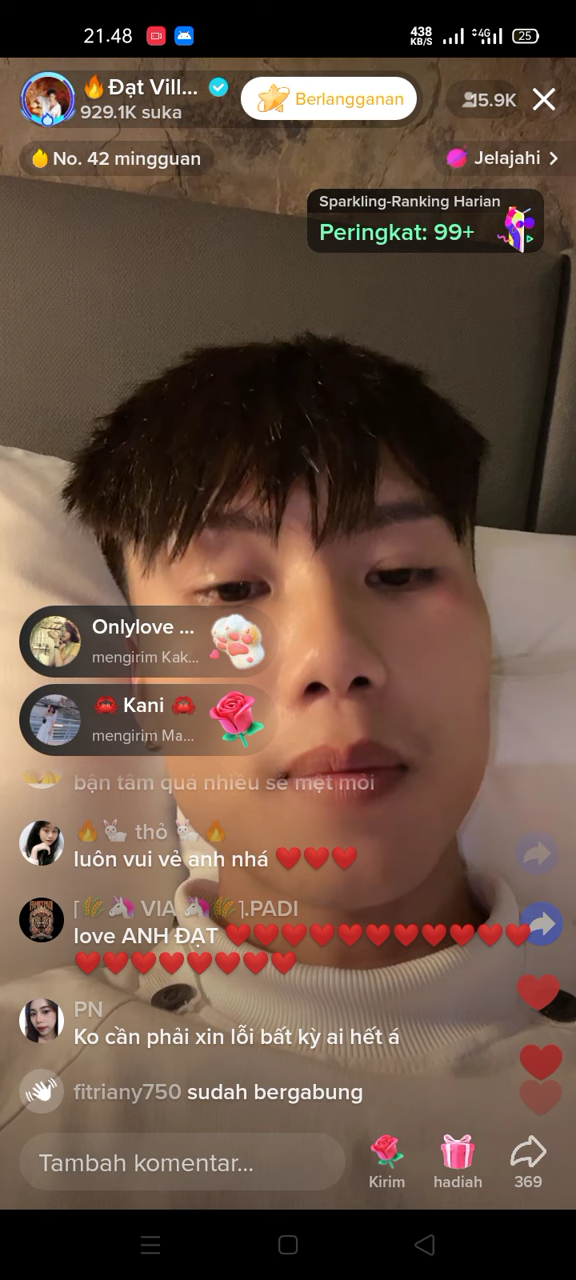 21.48
438
KB/S
4G
25
Đạt Vill...
929.1K suka
Berlangganan
15.9K
No. 42 mingguan
Jelajahi
Sparkling-Ranking Harian
Peringkat: 99+
Onlylove ...
mengirim Kak...
🦀 Kani 🦀
mengirim Ma...
bận tâm quá nhiều sẽ mệt mỏi
🔥🐇 thỏ 🐇🔥
luôn vui vẻ anh nhá ❤️❤️❤️
⌈🌾🦄 VIA 🦄🌾⌉.PADI
love ANH ĐẠT ❤️❤️❤️❤️❤️❤️❤️❤️❤️❤️❤️
❤️❤️❤️❤️❤️❤️❤️❤️
PN
Ko cần phải xin lỗi bất kỳ ai hết á
fitriany750 sudah bergabung
Tambah komentar...
Kirim
hadiah
369